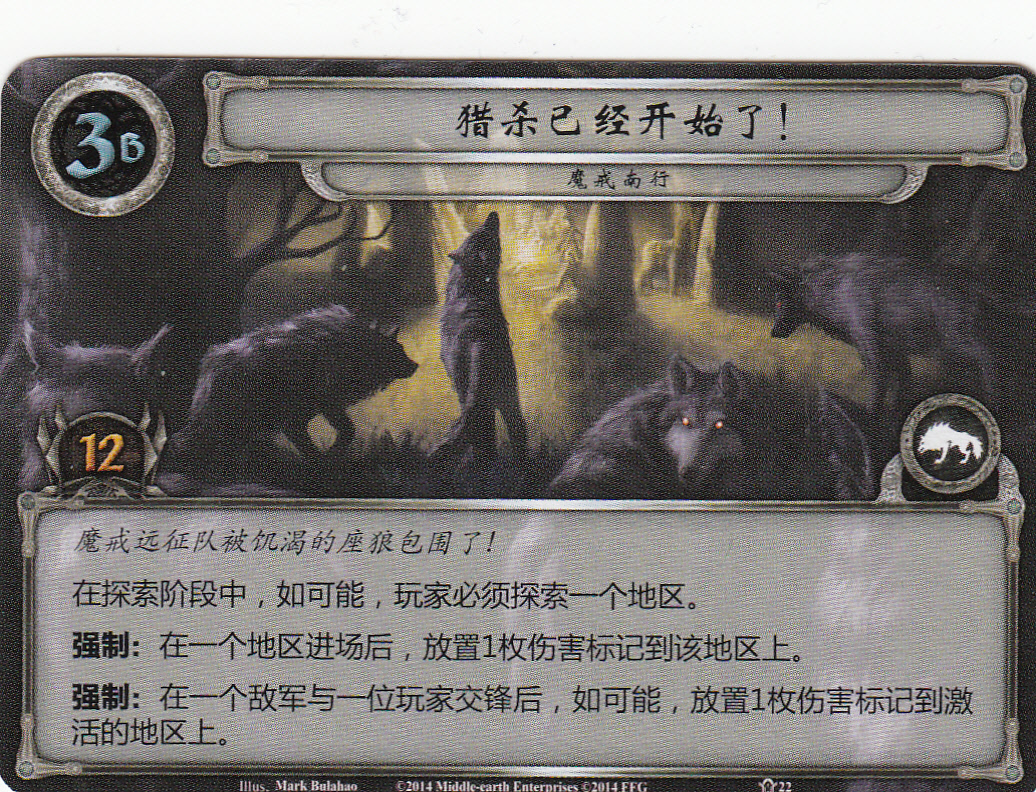 3B
猎杀已经开始了！
魔戒南行
12
魔戒远征队被饥渴的座狼包围了！
在探索阶段中，如可能，玩家必须探索一个地区。
强制：在一个地区进场后，放置1枚伤害标记到该地区上。
强制：在一个敌军与一位玩家交锋后，如可能，放置1枚伤害标记到激
活的地区上。
Illus. Mark Bulahao ©2014 Middle-earth Enterprises ©2014 FFG 22